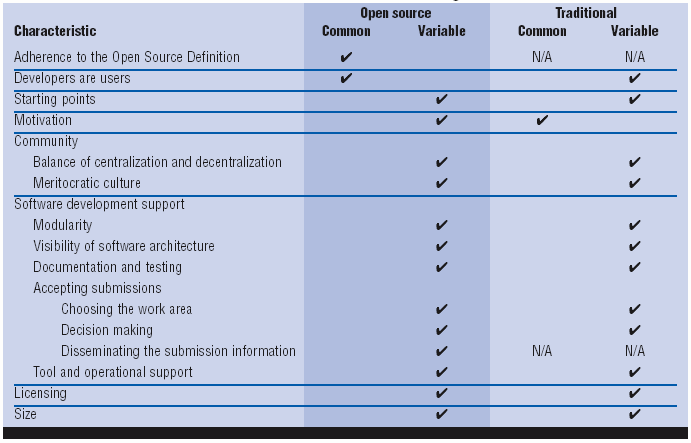 Open source Traditional
Characteristic Common Variable Common Variable
Adherence to the Open Source Definition ✔ N/A N/A
Developers are users ✔ ✔
Starting points ✔ ✔
Motivation ✔ ✔
Community
Balance of centralization and decentralization ✔ ✔
Meritocratic culture ✔ ✔
Software development support
Modularity ✔ ✔
Visibility of software architecture ✔ ✔
Documentation and testing ✔ ✔
Accepting submissions
Choosing the work area ✔ ✔
Decision making ✔ ✔
Disseminating the submission information ✔ N/A N/A
Tool and operational support ✔ ✔
Licensing ✔ ✔
Size ✔ ✔